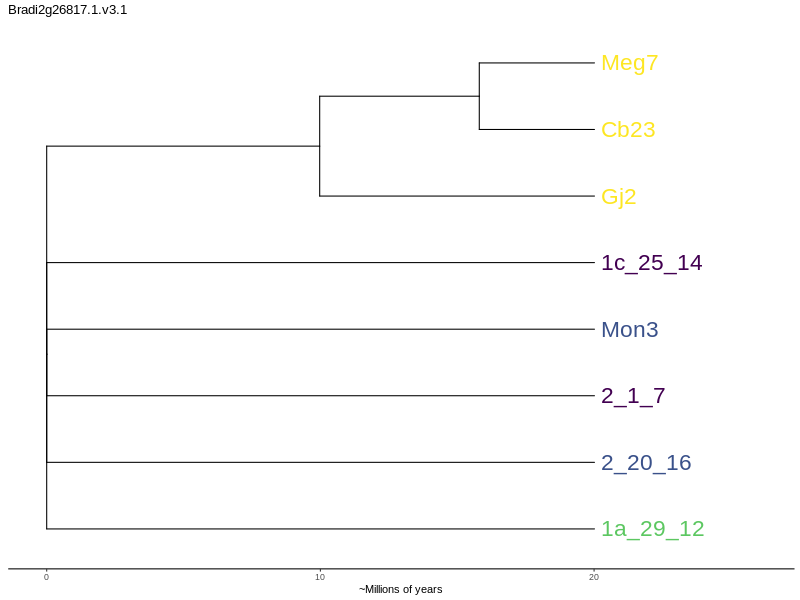 Bradi2g26817.1.v3.1
Meg7
Cb23
Gj2
1c_25_14
Mon3
2_1_7
2_20_16
1a_29_12
0 10 20
~Millions of years